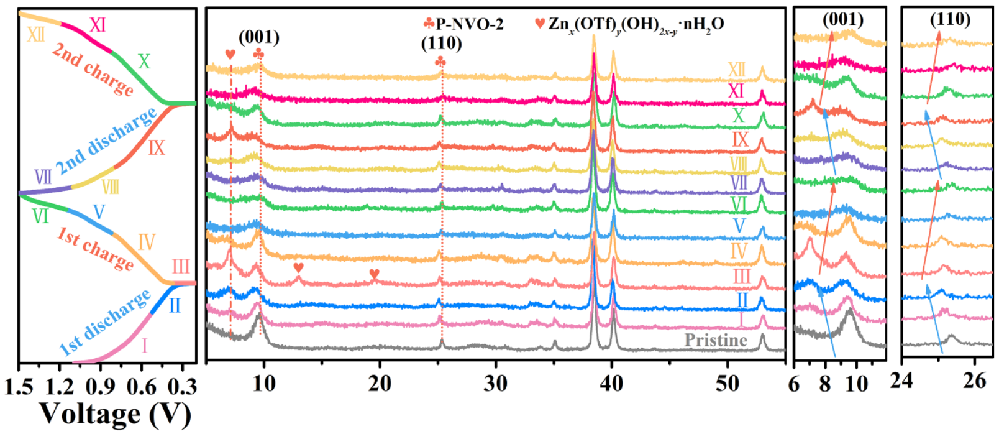 XII
XI
X
2nd charge
2nd discharge
IX
VII
VIII
VI
V
1st charge
IV
III
1st discharge
II
I
1.5 1.2 0.9 0.6 0.3
Voltage (V)
♣P-NVO-2 ♥Znx(OTf)y(OH)2x-y·nH2O
(001)
(110)
♥ ♣ ♣
XII
XI
X
IX
VIII
VII
VI
V
IV
♥ ♥
III
II
I
Pristine
10 20 30 40 50
(001)
6 8 10
(110)
24 26